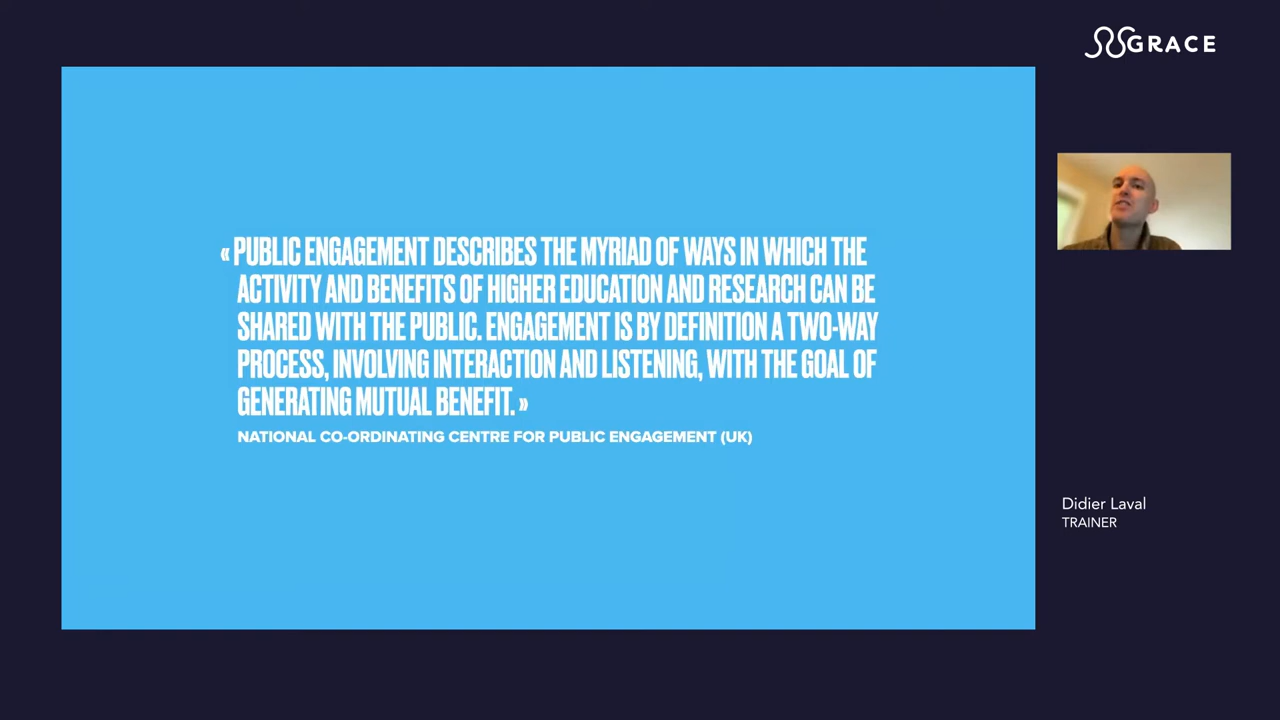 GRACE
« PUBLIC ENGAGEMENT DESCRIBES THE MYRIAD OF WAYS IN WHICH THE
ACTIVITY AND BENEFITS OF HIGHER EDUCATION AND RESEARCH CAN BE
SHARED WITH THE PUBLIC. ENGAGEMENT IS BY DEFINITION A TWO-WAY
PROCESS, INVOLVING INTERACTION AND LISTENING, WITH THE GOAL OF
GENERATING MUTUAL BENEFIT. »
NATIONAL CO-ORDINATING CENTRE FOR PUBLIC ENGAGEMENT (UK)
Didier Laval
TRAINER